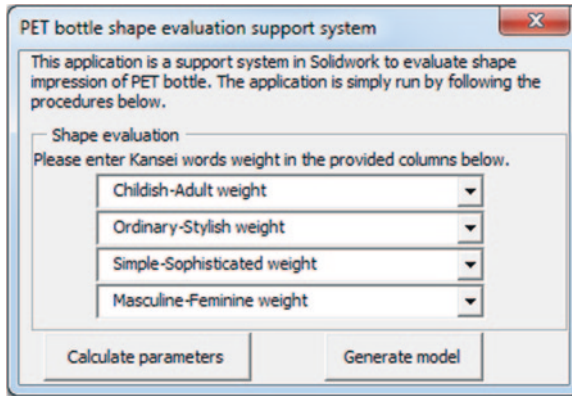 PET bottle shape evaluation support system
This application is a support system in Solidwork to evaluate shape
impression of PET bottle. The application is simply run by following the
procedures below.
Shape evaluation
Please enter Kansei words weight in the provided columns below.
Childish-Adult weight
Ordinary-Stylish weight
Simple-Sophisticated weight
Masculine-Feminine weight
Calculate parameters
Generate model